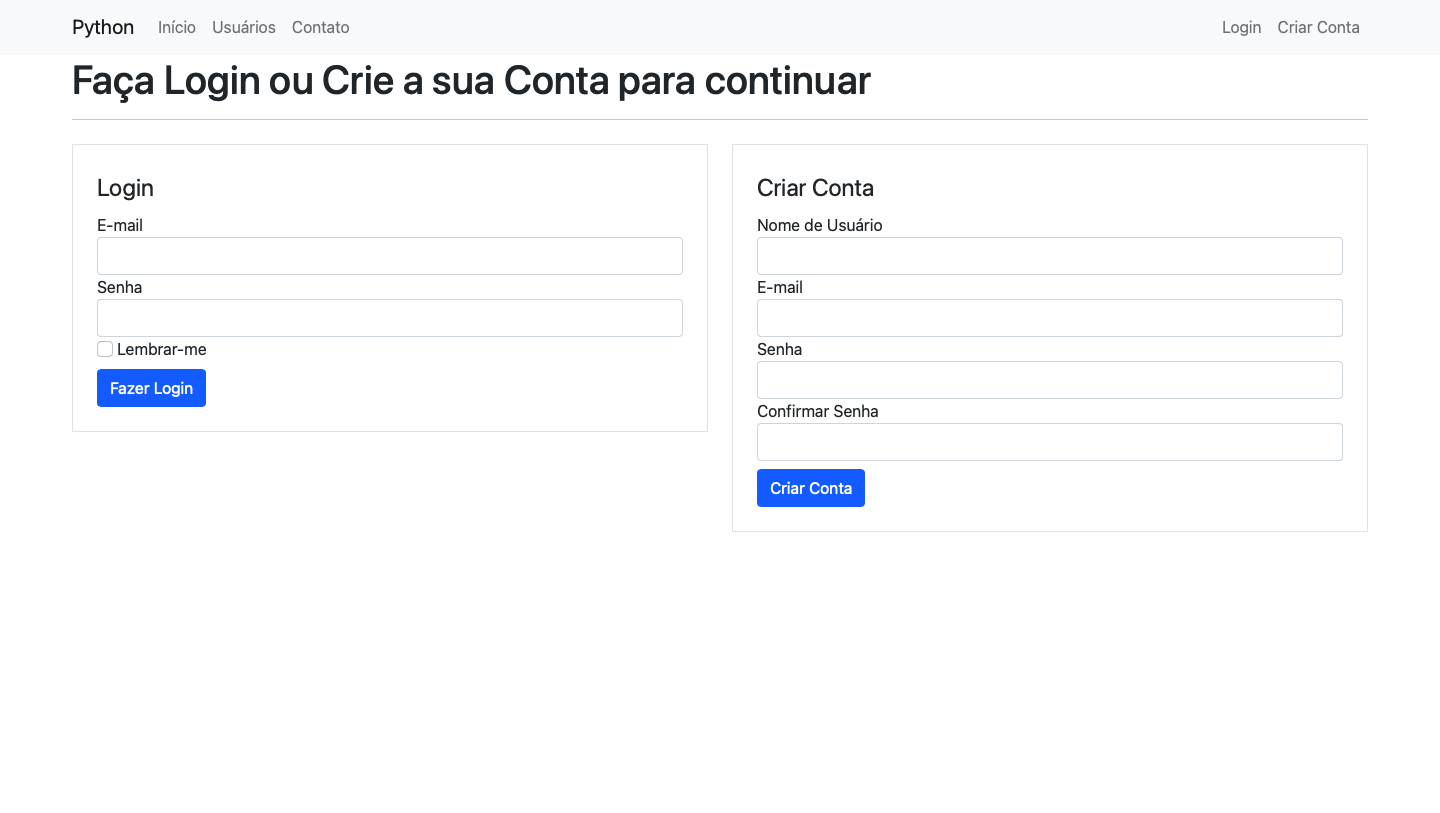 Python Início Usuários Contato Login Criar Conta
Faça Login ou Crie a sua Conta para continuar
Login
E-mail
Senha
Lembrar-me
Fazer Login
Criar Conta
Nome de Usuário
E-mail
Senha
Confirmar Senha
Criar Conta